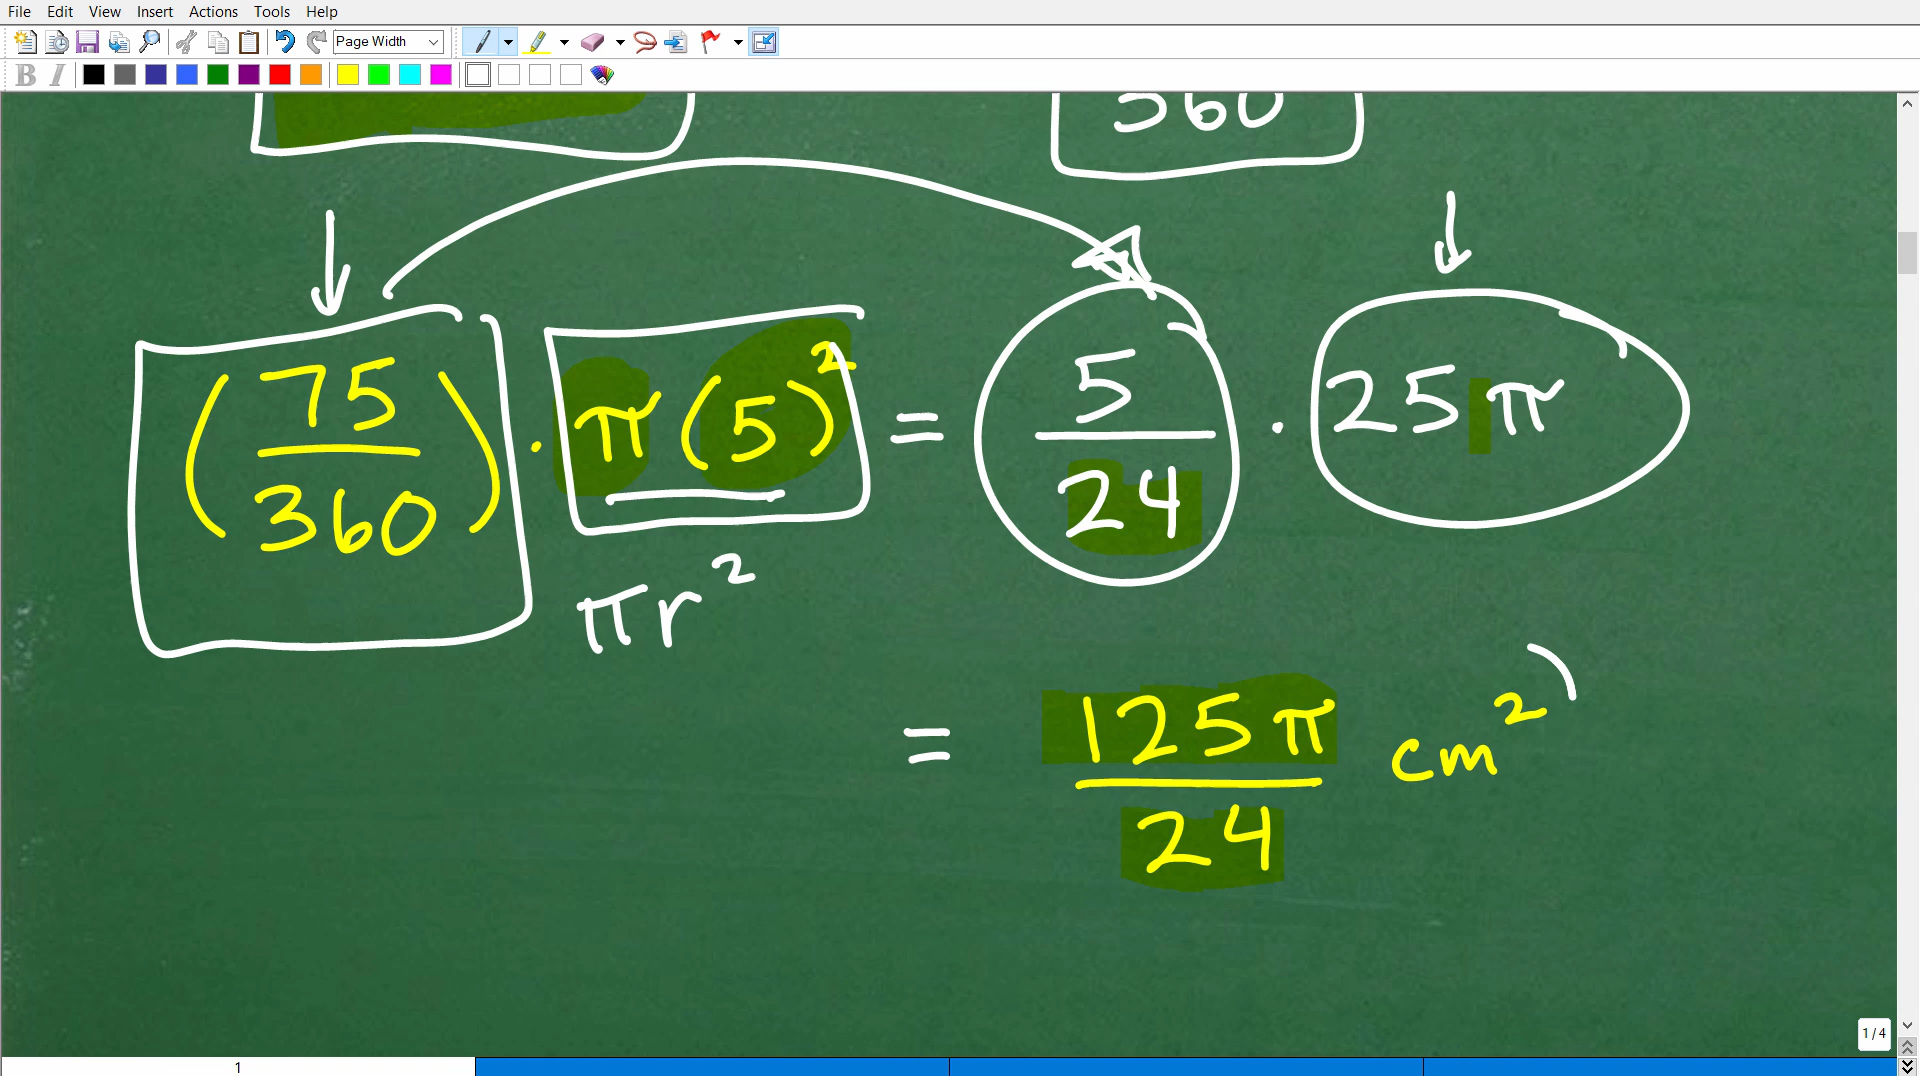 File Edit View Insert Actions Tools Help
Page Width
B I
360
(75/360) · π(5)² = 5/24 · 25π
πr²
= 125π/24 cm²
1 / 4
1